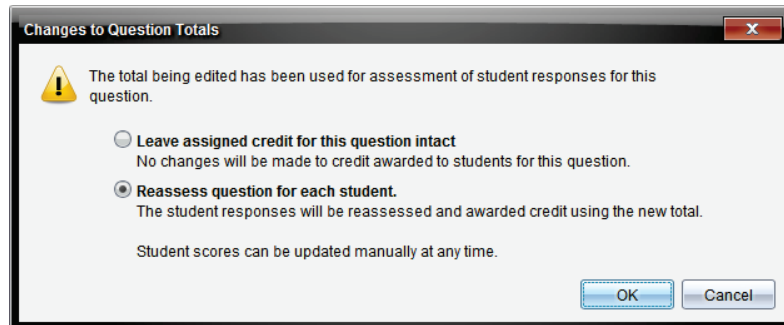 Changes to Question Totals
The total being edited has been used for assessment of student responses for this
question.
Leave assigned credit for this question intact
No changes will be made to credit awarded to students for this question.
Reassess question for each student.
The student responses will be reassessed and awarded credit using the new total.
Student scores can be updated manually at any time.
OK Cancel